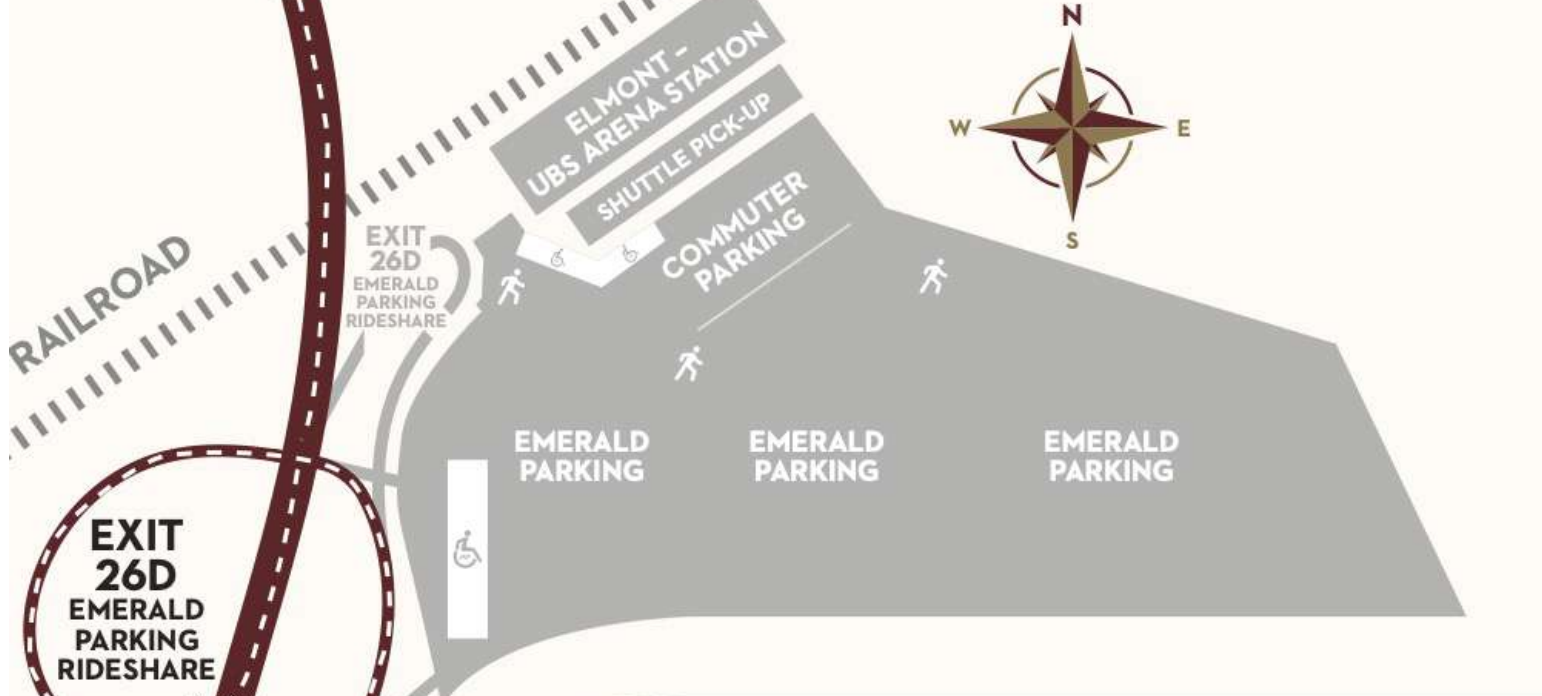 N
W
E
S
ELMONT -
UBS ARENA STATION
SHUTTLE PICK-UP
COMMUTER
PARKING
RAILROAD
EXIT
26D
EMERALD
PARKING
RIDESHARE
EMERALD
PARKING
EMERALD
PARKING
EMERALD
PARKING
EXIT
26D
EMERALD
PARKING
RIDESHARE